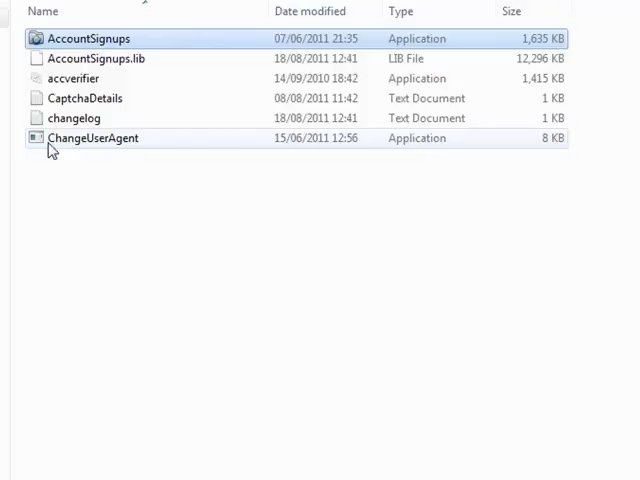 Name Date modified Type Size
AccountSignups 07/06/2011 21:35 Application 1,635 KB
AccountSignups.lib 18/08/2011 12:41 LIB File 12,296 KB
accverifier 14/09/2010 18:42 Application 1,415 KB
CaptchaDetails 08/08/2011 11:42 Text Document 1 KB
changelog 18/08/2011 12:41 Text Document 1 KB
ChangeUserAgent 15/06/2011 12:56 Application 8 KB